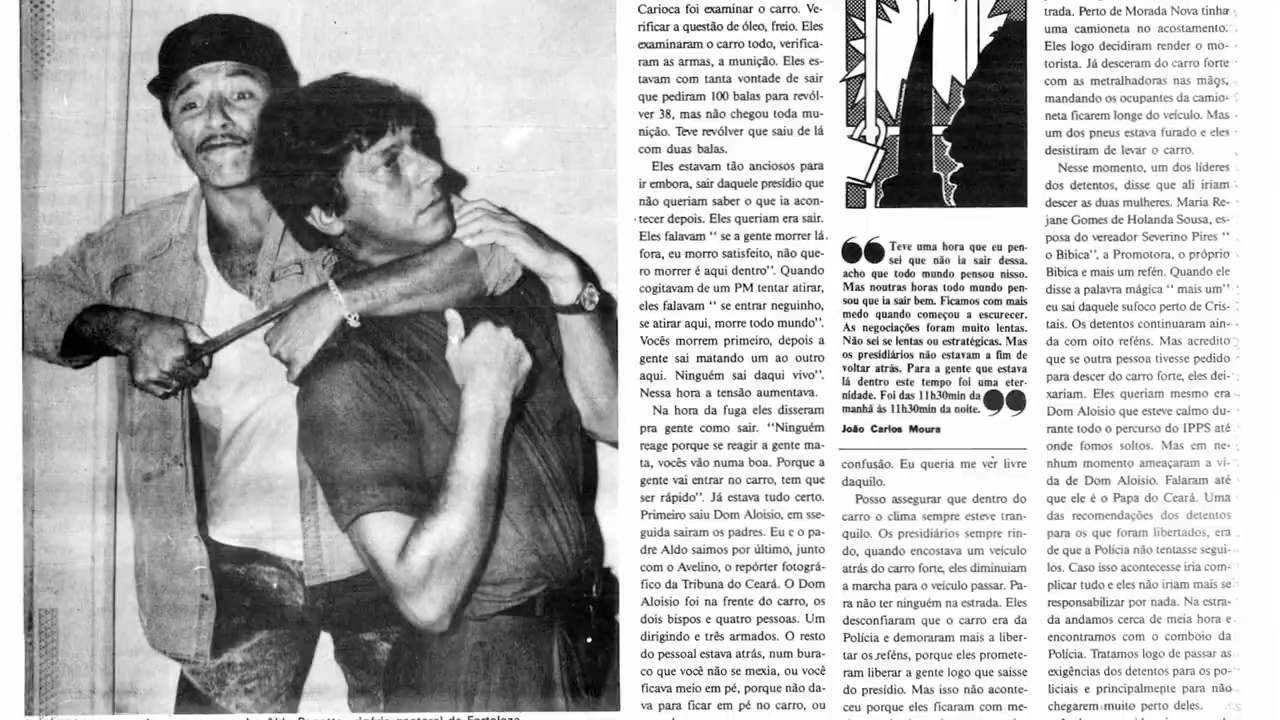 Carioca foi examinar o carro. Ve-
rificar a questão de óleo, freio. Eles
examinaram o carro todo, verifica-
ram as armas, a munição. Eles es-
tavam com tanta vontade de sair
que pediram 100 balas para revól-
ver 38, mas não chegou toda mu-
nição. Teve revólver que saiu de lá
com duas balas.
Eles estavam tão anciosos para
ir embora, sair daquele presídio que
não queriam saber o que ia acon-
tecer depois. Eles queriam era sair.
Eles falavam " se a gente morrer lá
fora, eu morro satisfeito, não que-
ro morrer é aqui dentro". Quando
cogitavam de um PM tentar atirar,
eles falavam " se entrar neguinho,
se atirar aqui, morre todo mundo".
Vocês morrem primeiro, depois a
gente sai matando um ao outro
aqui. Ninguém sai daqui vivo".
Nessa hora a tensão aumentava.
Na hora da fuga eles disseram
pra gente como sair. "Ninguém
reage porque se reagir a gente ma-
ta, vocês vão numa boa. Porque a
gente vai entrar no carro, tem que
ser rápido". Já estava tudo certo.
Primeiro saiu Dom Aloisio, em sse-
guida sairam os padres. Eu e o pa-
dre Aldo saimos por último, junto
com o Avelino, o repórter fotográ-
fico da Tribuna do Ceará. O Dom
Aloisio foi na frente do carro, os
dois bispos e quatro pessoas. Um
dirigindo e três armados. O resto
do pessoal estava atrás, num bura-
co que você não se mexia, ou você
ficava meio em pé, porque não da-
va para ficar em pé no carro, ou
“ Teve uma hora que eu pen-
sei que não ia sair dessa.
acho que todo mundo pensou nisso.
Mas noutras horas todo mundo pen-
sou que ia sair bem. Ficamos com mais
medo quando começou a escurecer.
As negociações foram muito lentas.
Não sei se lentas ou estratégicas. Mas
os presidiários não estavam a fim de
voltar atrás. Para a gente que estava
lá dentro este tempo foi uma eter-
nidade. Foi das 11h30min da
manhã às 11h30min da noite. ”
João Carlos Moura
confusão. Eu queria me ver livre
daquilo.
Posso assegurar que dentro do
carro o clima sempre esteve tran-
quilo. Os presidiários sempre rin-
do, quando encostava um veículo
atrás do carro forte, eles diminuiam
a marcha para o veículo passar. Pa-
ra não ter ninguém na estrada. Eles
desconfiaram que o carro era da
Polícia e demoraram mais a liber-
tar os reféns, porque eles promete-
ram liberar a gente logo que saisse
do presídio. Mas isso não aconte-
ceu porque eles ficaram com me-
trada. Perto de Morada Nova tinha
uma camioneta no acostamento.
Eles logo decidiram render o mo-
torista. Já desceram do carro forte
com as metralhadoras nas mãos,
mandando os ocupantes da camio-
neta ficarem longe do veículo. Mas
um dos pneus estava furado e eles
desistiram de levar o carro.
Nesse momento, um dos líderes
dos detentos, disse que ali iriam
descer as duas mulheres. Maria Re-
jane Gomes de Holanda Sousa, es-
posa do vereador Severino Pires "
o Bibica", a Promotora, o próprio
Bibica e mais um refén. Quando ele
disse a palavra mágica " mais um"
eu sai daquele sufoco perto de Cris-
tais. Os detentos continuaram ain-
da com oito reféns. Mas acredito
que se outra pessoa tivesse pedido
para descer do carro forte, eles dei-
xariam. Eles queriam mesmo era
Dom Aloisio que esteve calmo du-
rante todo o percurso do IPPS até
onde fomos soltos. Mas em ne-
nhum momento ameaçaram a vi-
da de Dom Aloisio. Falaram até
que ele é o Papa do Ceará. Uma
das recomendações dos detentos
para os que foram libertados, era
de que a Polícia não tentasse segui-
los. Caso isso acontecesse iria com-
plicar tudo e eles não iriam mais se
responsabilizar por nada. Na estra-
da andamos cerca de meia hora e
encontramos com o comboio da
Polícia. Tratamos logo de passar as
exigências dos detentos para os po-
liciais e principalmente para não
chegarem muito perto deles.